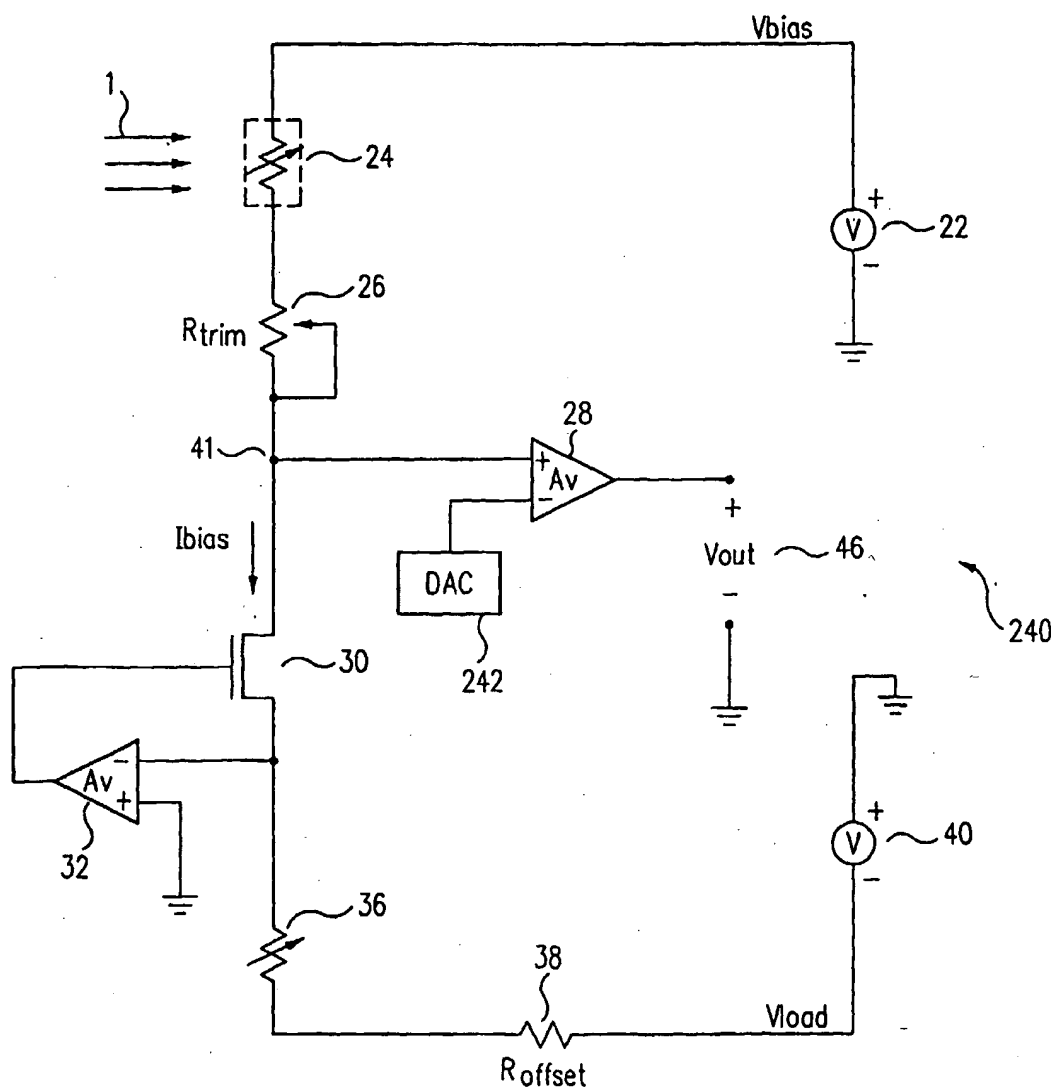 Vbias
1
24
+
V
22
−
26
Rtrim
28
41
+
Av
−
+
Ibias
Vout
46
DAC
−
240
30
242
Av
−
+
+
32
V
40
−
36
38
Vload
Roffset